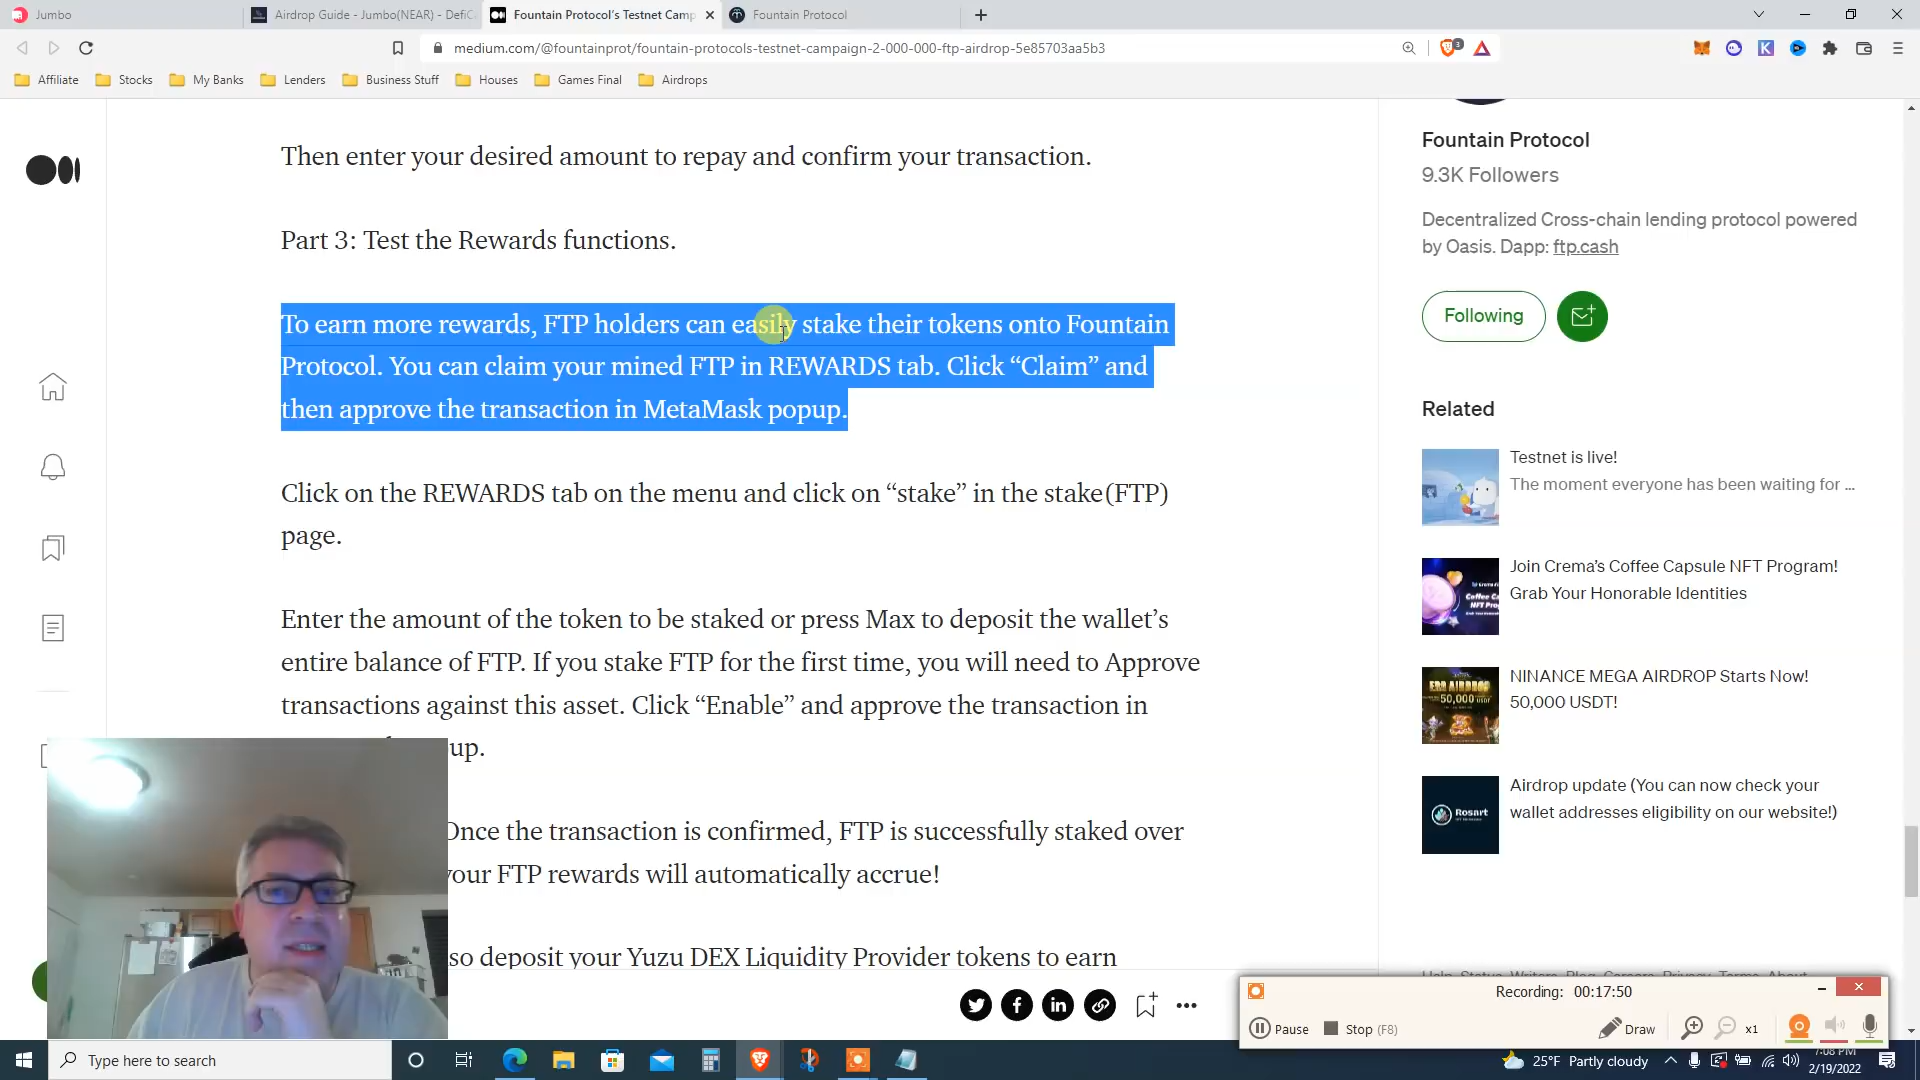 Jumbo
Airdrop Guide - Jumbo(NEAR) - DefiC
Fountain Protocol's Testnet Camp
Fountain Protocol
medium.com/@fountainprot/fountain-protocols-testnet-campaign-2-000-000-ftp-airdrop-5e85703aa5b3
3
Affiliate
Stocks
My Banks
Lenders
Business Stuff
Houses
Games Final
Airdrops
Then enter your desired amount to repay and confirm your transaction.
Part 3: Test the Rewards functions.
To earn more rewards, FTP holders can easily stake their tokens onto Fountain
Protocol. You can claim your mined FTP in REWARDS tab. Click “Claim” and
then approve the transaction in MetaMask popup.
Click on the REWARDS tab on the menu and click on “stake” in the stake(FTP)
page.
Enter the amount of the token to be staked or press Max to deposit the wallet’s
entire balance of FTP. If you stake FTP for the first time, you will need to Approve
transactions against this asset. Click “Enable” and approve the transaction in
up.
Once the transaction is confirmed, FTP is successfully staked over
your FTP rewards will automatically accrue!
so deposit your Yuzu DEX Liquidity Provider tokens to earn
Fountain Protocol
9.3K Followers
Decentralized Cross-chain lending protocol powered
by Oasis. Dapp: ftp.cash
Following
Related
Testnet is live!
The moment everyone has been waiting for ...
Join Crema’s Coffee Capsule NFT Program!
Grab Your Honorable Identities
NINANCE MEGA AIRDROP Starts Now!
50,000 USDT!
Airdrop update (You can now check your
wallet addresses eligibility on our website!)
Rosart
Help Status Writers Blog Careers Privacy Terms About
Recording: 00:17:50
Pause
Stop (F8)
Draw
x1
Type here to search
25°F Partly cloudy
7:08 PM
2/19/2022